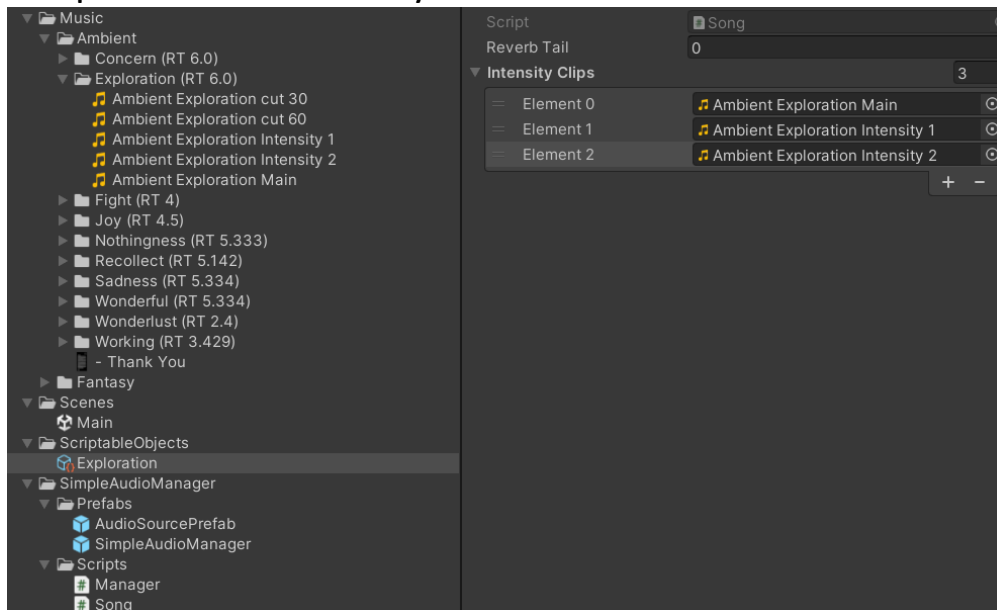 Music
Ambient
Concern (RT 6.0)
Exploration (RT 6.0)
Ambient Exploration cut 30
Ambient Exploration cut 60
Ambient Exploration Intensity 1
Ambient Exploration Intensity 2
Ambient Exploration Main
Fight (RT 4)
Joy (RT 4.5)
Nothingness (RT 5.333)
Recollect (RT 5.142)
Sadness (RT 5.334)
Wonderful (RT 5.334)
Wonderlust (RT 2.4)
Working (RT 3.429)
- Thank You
Fantasy
Scenes
Main
ScriptableObjects
Exploration
SimpleAudioManager
Prefabs
AudioSourcePrefab
SimpleAudioManager
Scripts
# Manager
# Song
Script # Song
Reverb Tail 0
Intensity Clips 3
Element 0 Ambient Exploration Main
Element 1 Ambient Exploration Intensity 1
Element 2 Ambient Exploration Intensity 2
+ −